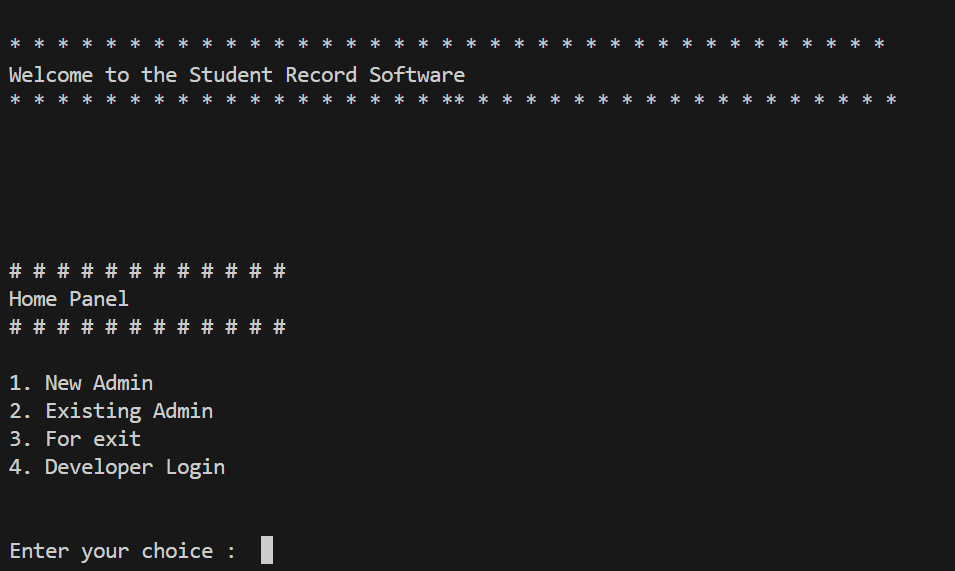 * * * * * * * * * * * * * * * * * * * * * * * * * * * * * * * * * * * * *
Welcome to the Student Record Software
* * * * * * * * * * * * * * * * * * ** * * * * * * * * * * * * * * * * * *
# # # # # # # # # # # #
Home Panel
# # # # # # # # # # # #
1. New Admin
2. Existing Admin
3. For exit
4. Developer Login
Enter your choice :